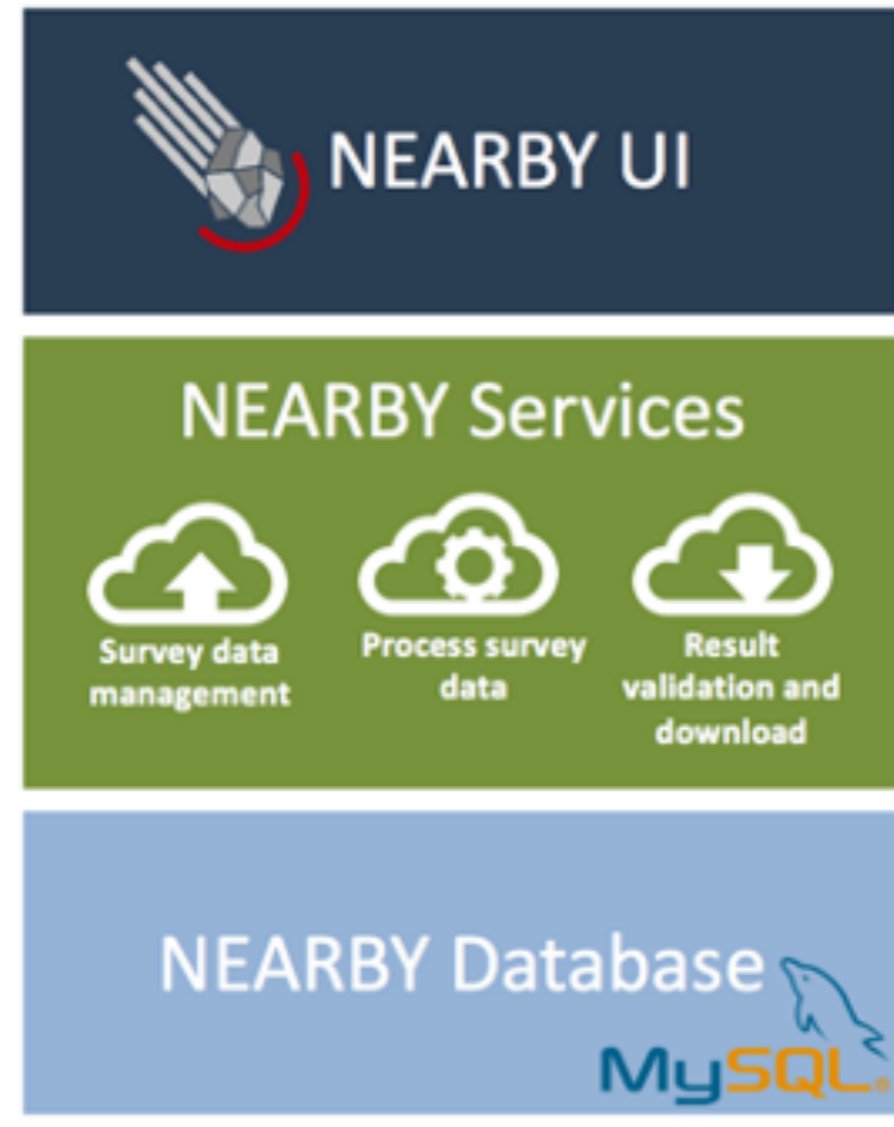 NEARBY UI
NEARBY Services
Survey data
management
Process survey
data
Result
validation and
download
NEARBY Database
MySQL®